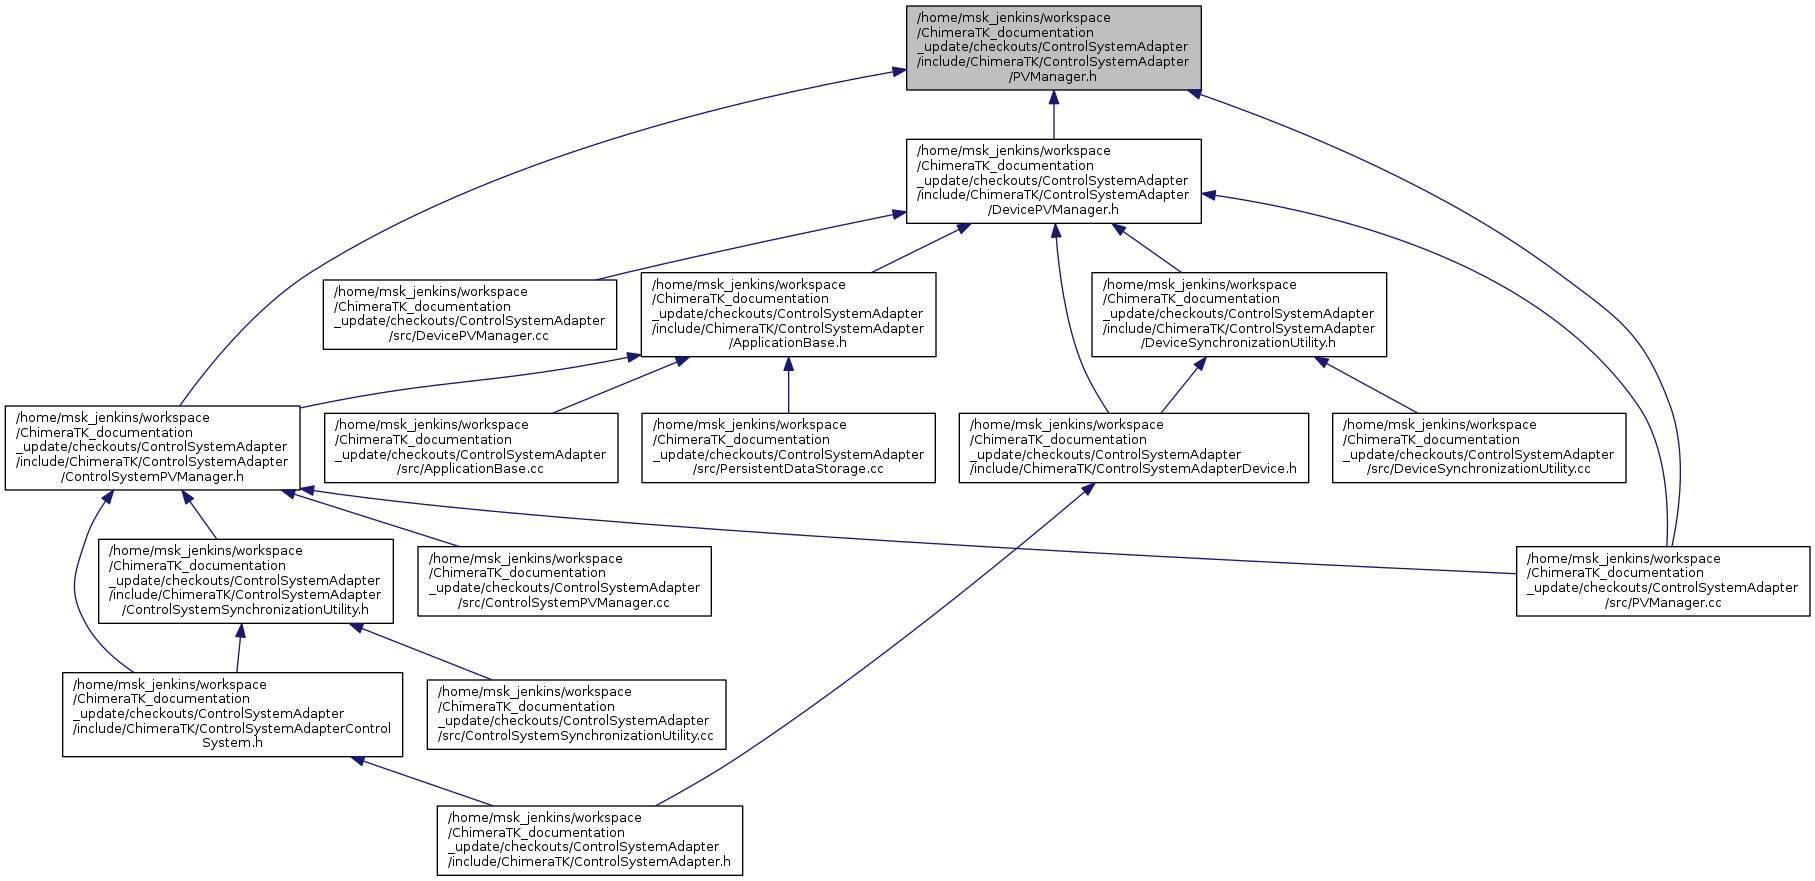 /home/msk_jenkins/workspace
/ChimeraTK_documentation
_update/checkouts/ControlSystemAdapter
/include/ChimeraTK/ControlSystemAdapter
/PVManager.h
/home/msk_jenkins/workspace
/ChimeraTK_documentation
_update/checkouts/ControlSystemAdapter
/include/ChimeraTK/ControlSystemAdapter
/DevicePVManager.h
/home/msk_jenkins/workspace
/ChimeraTK_documentation
_update/checkouts/ControlSystemAdapter
/src/DevicePVManager.cc
/home/msk_jenkins/workspace
/ChimeraTK_documentation
_update/checkouts/ControlSystemAdapter
/include/ChimeraTK/ControlSystemAdapter
/ApplicationBase.h
/home/msk_jenkins/workspace
/ChimeraTK_documentation
_update/checkouts/ControlSystemAdapter
/include/ChimeraTK/ControlSystemAdapter
/DeviceSynchronizationUtility.h
/home/msk_jenkins/workspace
/ChimeraTK_documentation
_update/checkouts/ControlSystemAdapter
/include/ChimeraTK/ControlSystemAdapter
/ControlSystemPVManager.h
/home/msk_jenkins/workspace
/ChimeraTK_documentation
_update/checkouts/ControlSystemAdapter
/src/ApplicationBase.cc
/home/msk_jenkins/workspace
/ChimeraTK_documentation
_update/checkouts/ControlSystemAdapter
/src/PersistentDataStorage.cc
/home/msk_jenkins/workspace
/ChimeraTK_documentation
_update/checkouts/ControlSystemAdapter
/include/ChimeraTK/ControlSystemAdapterDevice.h
/home/msk_jenkins/workspace
/ChimeraTK_documentation
_update/checkouts/ControlSystemAdapter
/src/DeviceSynchronizationUtility.cc
/home/msk_jenkins/workspace
/ChimeraTK_documentation
_update/checkouts/ControlSystemAdapter
/include/ChimeraTK/ControlSystemAdapter
/ControlSystemSynchronizationUtility.h
/home/msk_jenkins/workspace
/ChimeraTK_documentation
_update/checkouts/ControlSystemAdapter
/src/ControlSystemPVManager.cc
/home/msk_jenkins/workspace
/ChimeraTK_documentation
_update/checkouts/ControlSystemAdapter
/src/PVManager.cc
/home/msk_jenkins/workspace
/ChimeraTK_documentation
_update/checkouts/ControlSystemAdapter
/include/ChimeraTK/ControlSystemAdapterControl
System.h
/home/msk_jenkins/workspace
/ChimeraTK_documentation
_update/checkouts/ControlSystemAdapter
/src/ControlSystemSynchronizationUtility.cc
/home/msk_jenkins/workspace
/ChimeraTK_documentation
_update/checkouts/ControlSystemAdapter
/include/ChimeraTK/ControlSystemAdapter.h